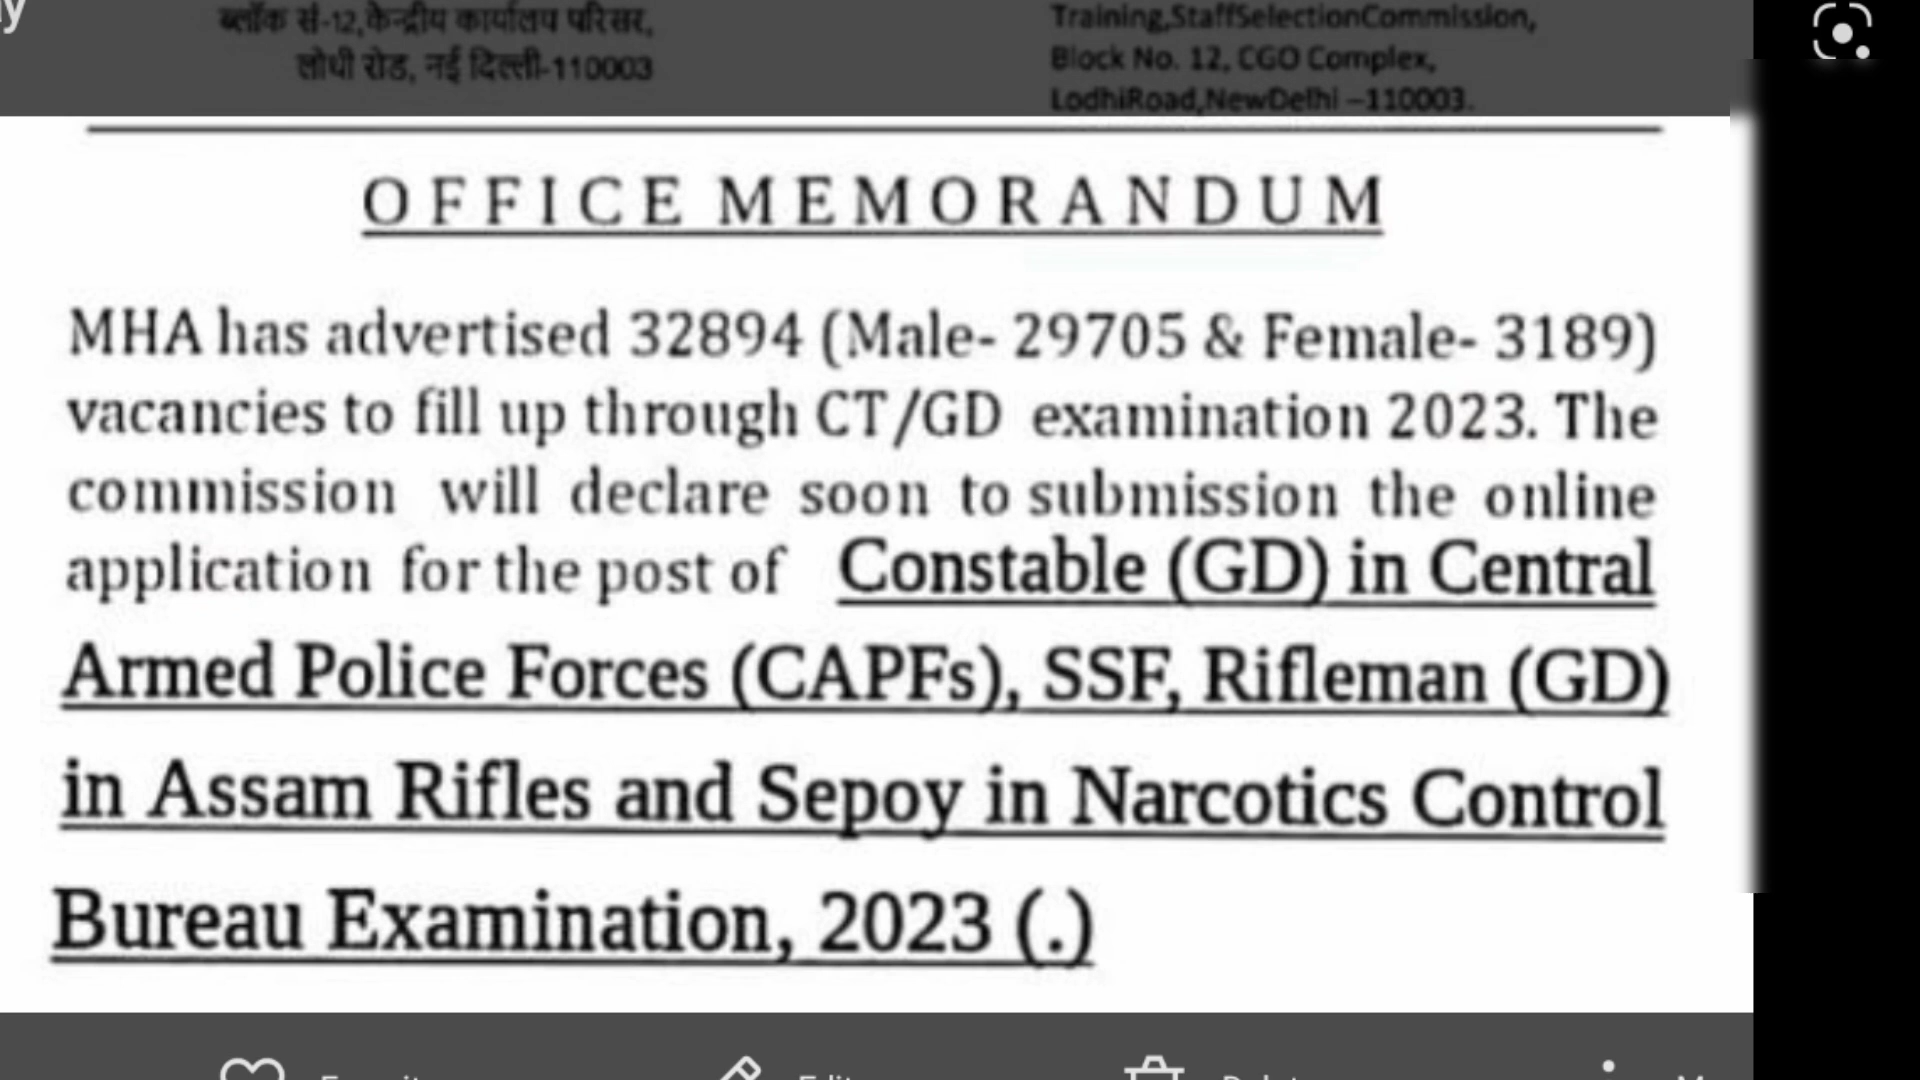 y
ब्लॉक सं-12,केन्द्रीय कार्यालय परिसर,
लोधी रोड, नई दिल्ली-110003
Training,StaffSelectionCommission,
Block No. 12, CGO Complex,
LodhiRoad,NewDelhi –110003.
OFFICE MEMORANDUM
MHA has advertised 32894 (Male- 29705 & Female- 3189)
vacancies to fill up through CT/GD examination 2023. The
commission will declare soon to submission the online
application for the post of Constable (GD) in Central
Armed Police Forces (CAPFs), SSF, Rifleman (GD)
in Assam Rifles and Sepoy in Narcotics Control
Bureau Examination, 2023 (.)